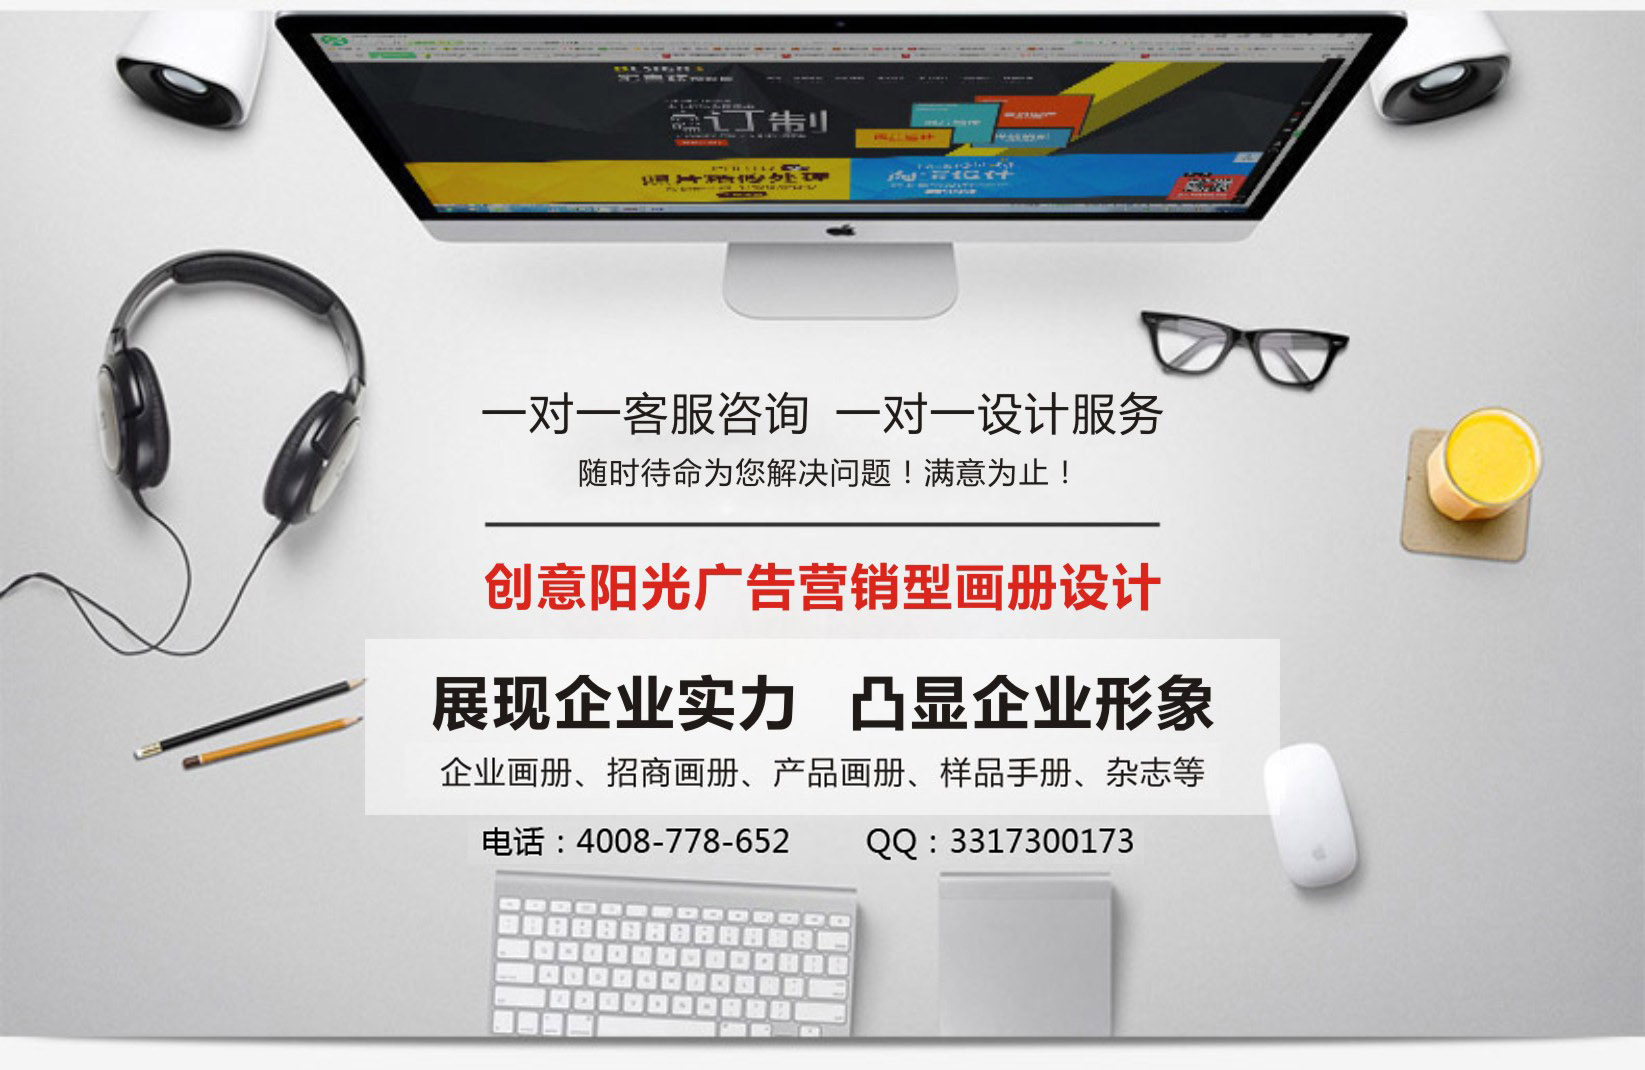 订制
一对一客服咨询 一对一设计服务
随时待命为您解决问题！满意为止！
创意阳光广告营销型画册设计
展现企业实力 凸显企业形象
企业画册、招商画册、产品画册、样品手册、杂志等
电话：4008-778-652 QQ：3317300173